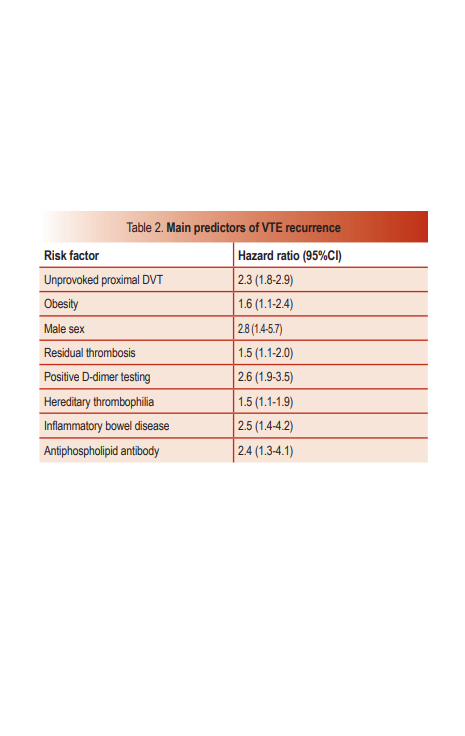 Table 2. Main predictors of VTE recurrence
Risk factor Hazard ratio (95%CI)
Unprovoked proximal DVT 2.3 (1.8-2.9)
Obesity 1.6 (1.1-2.4)
Male sex 2.8 (1.4-5.7)
Residual thrombosis 1.5 (1.1-2.0)
Positive D-dimer testing 2.6 (1.9-3.5)
Hereditary thrombophilia 1.5 (1.1-1.9)
Inflammatory bowel disease 2.5 (1.4-4.2)
Antiphospholipid antibody 2.4 (1.3-4.1)